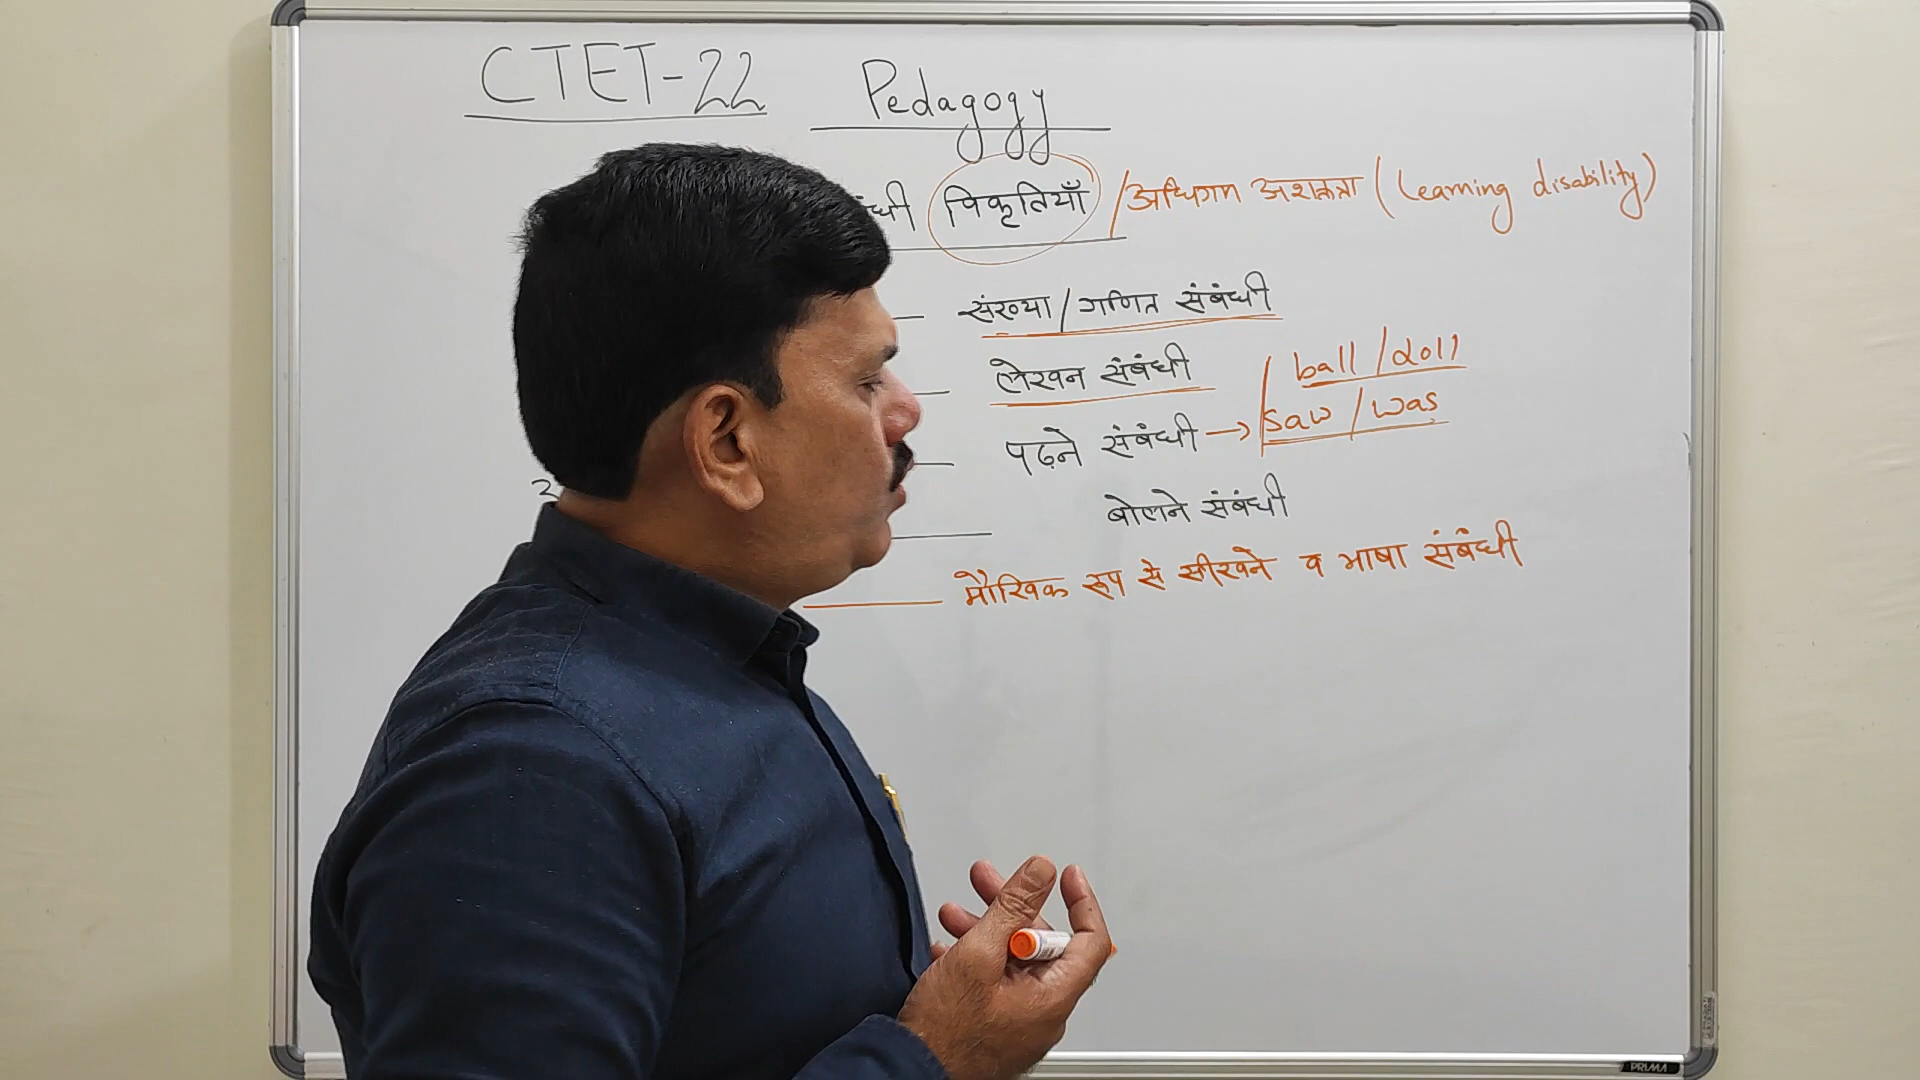 CTET-22 Pedagogy
विकृतियाँ /अधिगम अशक्तता (learning disability)
संख्या/गणित संबंधी
लेखन संबंधी ball/doll
पढ़ने संबंधी → saw/was
बोलने संबंधी
मौखिक रूप से सीखने व भाषा संबंधी
PRIMA